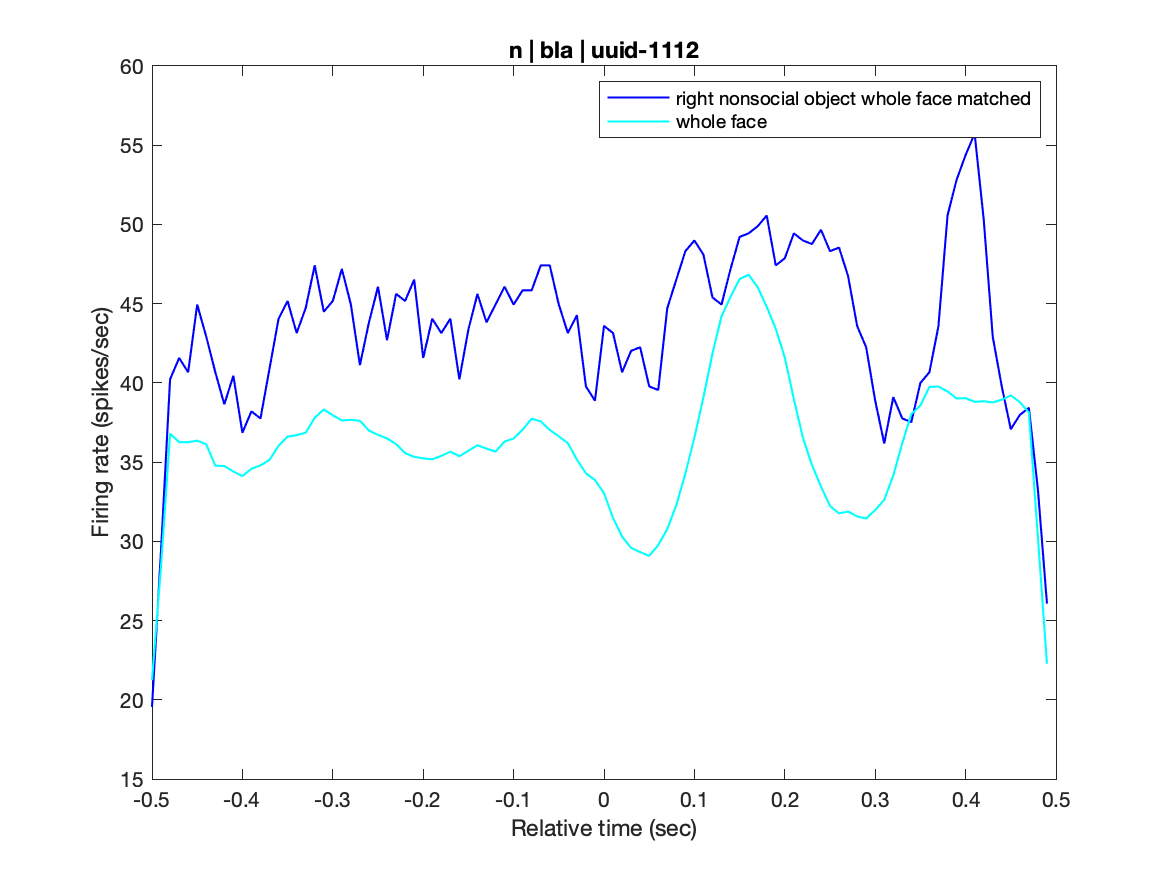 n | bla | uuid-1112
right nonsocial object whole face matched
whole face
60
55
50
45
40
35
30
25
20
15
Firing rate (spikes/sec)
-0.5 -0.4 -0.3 -0.2 -0.1 0 0.1 0.2 0.3 0.4 0.5
Relative time (sec)